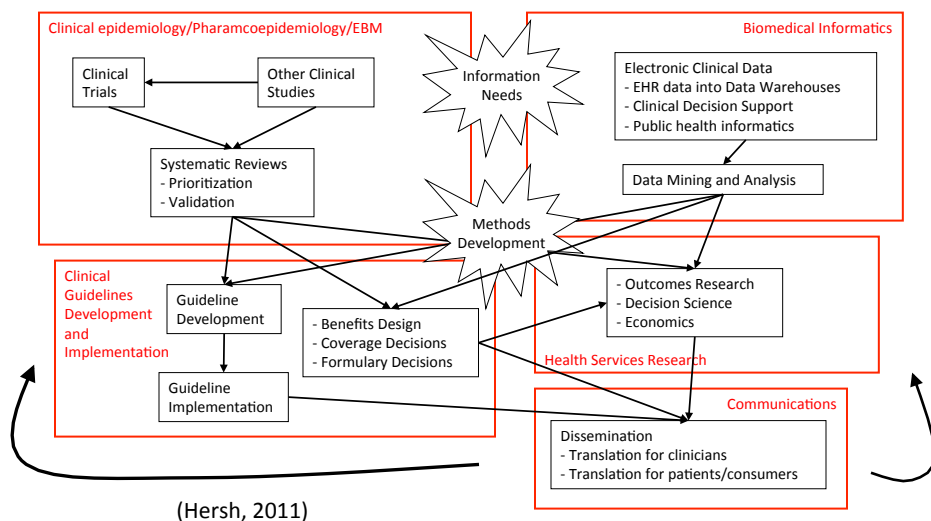 Clinical epidemiology/Pharamcoepidemiology/EBM
Clinical
Trials
Other Clinical
Studies
Systematic Reviews
- Prioritization
- Validation
Information
Needs
Biomedical Informatics
Electronic Clinical Data
- EHR data into Data Warehouses
- Clinical Decision Support
- Public health informatics
Data Mining and Analysis
Methods
Development
Clinical
Guidelines
Development
and
Implementation
Guideline
Development
Guideline
Implementation
- Benefits Design
- Coverage Decisions
- Formulary Decisions
- Outcomes Research
- Decision Science
- Economics
Health Services Research
Communications
Dissemination
- Translation for clinicians
- Translation for patients/consumers
(Hersh, 2011)